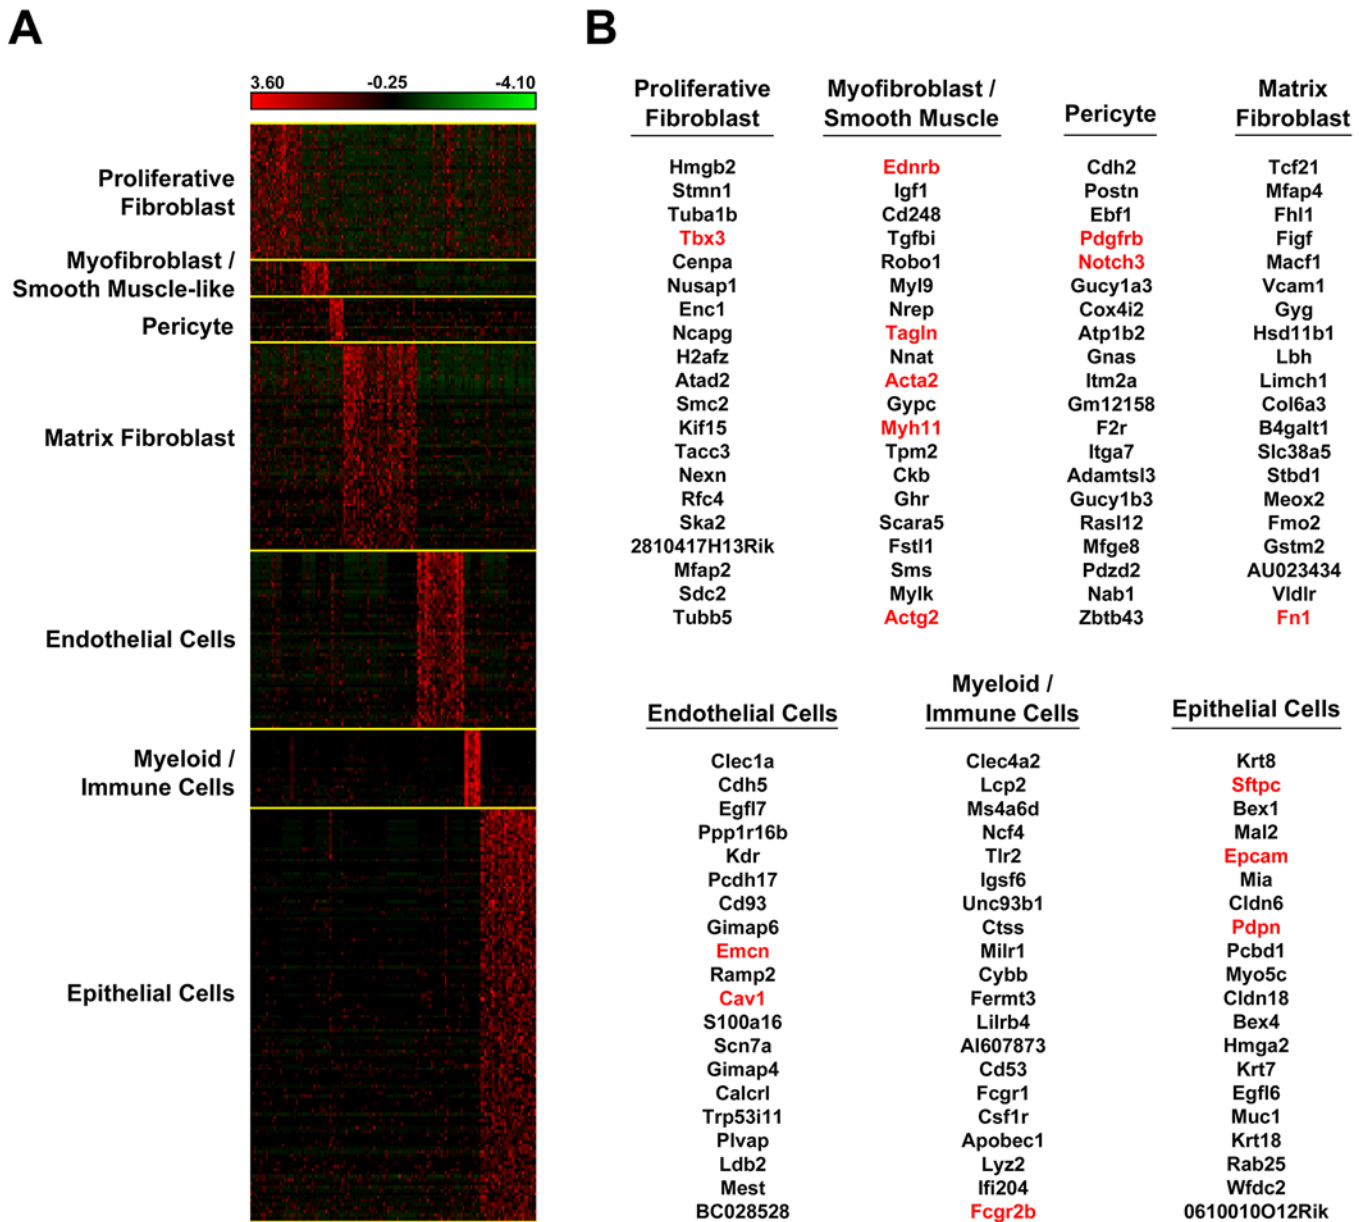 A
B
3.60 -0.25 -4.10
Proliferative
Fibroblast
Myofibroblast /
Smooth Muscle-like
Pericyte
Matrix Fibroblast
Endothelial Cells
Myeloid /
Immune Cells
Epithelial Cells
Proliferative
Fibroblast
Hmgb2
Stmn1
Tuba1b
Tbx3
Cenpa
Nusap1
Enc1
Ncapg
H2afz
Atad2
Smc2
Kif15
Tacc3
Nexn
Rfc4
Ska2
2810417H13Rik
Mfap2
Sdc2
Tubb5
Myofibroblast /
Smooth Muscle
Ednrb
Igf1
Cd248
Tgfbi
Robo1
Myl9
Nrep
Tagln
Nnat
Acta2
Gypc
Myh11
Tpm2
Ckb
Ghr
Scara5
Fstl1
Sms
Mylk
Actg2
Pericyte
Cdh2
Postn
Ebf1
Pdgfrb
Notch3
Gucy1a3
Cox4i2
Atp1b2
Gnas
Itm2a
Gm12158
F2r
Itga7
Adamtsl3
Gucy1b3
Rasl12
Mfge8
Pdzd2
Nab1
Zbtb43
Matrix
Fibroblast
Tcf21
Mfap4
Fhl1
Figf
Macf1
Vcam1
Gyg
Hsd11b1
Lbh
Limch1
Col6a3
B4galt1
Slc38a5
Stbd1
Meox2
Fmo2
Gstm2
AU023434
Vldlr
Fn1
Endothelial Cells
Clec1a
Cdh5
Egfl7
Ppp1r16b
Kdr
Pcdh17
Cd93
Gimap6
Emcn
Ramp2
Cav1
S100a16
Scn7a
Gimap4
Calcrl
Trp53i11
Plvap
Ldb2
Mest
BC028528
Myeloid /
Immune Cells
Clec4a2
Lcp2
Ms4a6d
Ncf4
Tlr2
Igsf6
Unc93b1
Ctss
Milr1
Cybb
Fermt3
Lilrb4
AI607873
Cd53
Fcgr1
Csf1r
Apobec1
Lyz2
Ifi204
Fcgr2b
Epithelial Cells
Krt8
Sftpc
Bex1
Mal2
Epcam
Mia
Cldn6
Pdpn
Pcbd1
Myo5c
Cldn18
Bex4
Hmga2
Krt7
Egfl6
Muc1
Krt18
Rab25
Wfdc2
0610010O12Rik